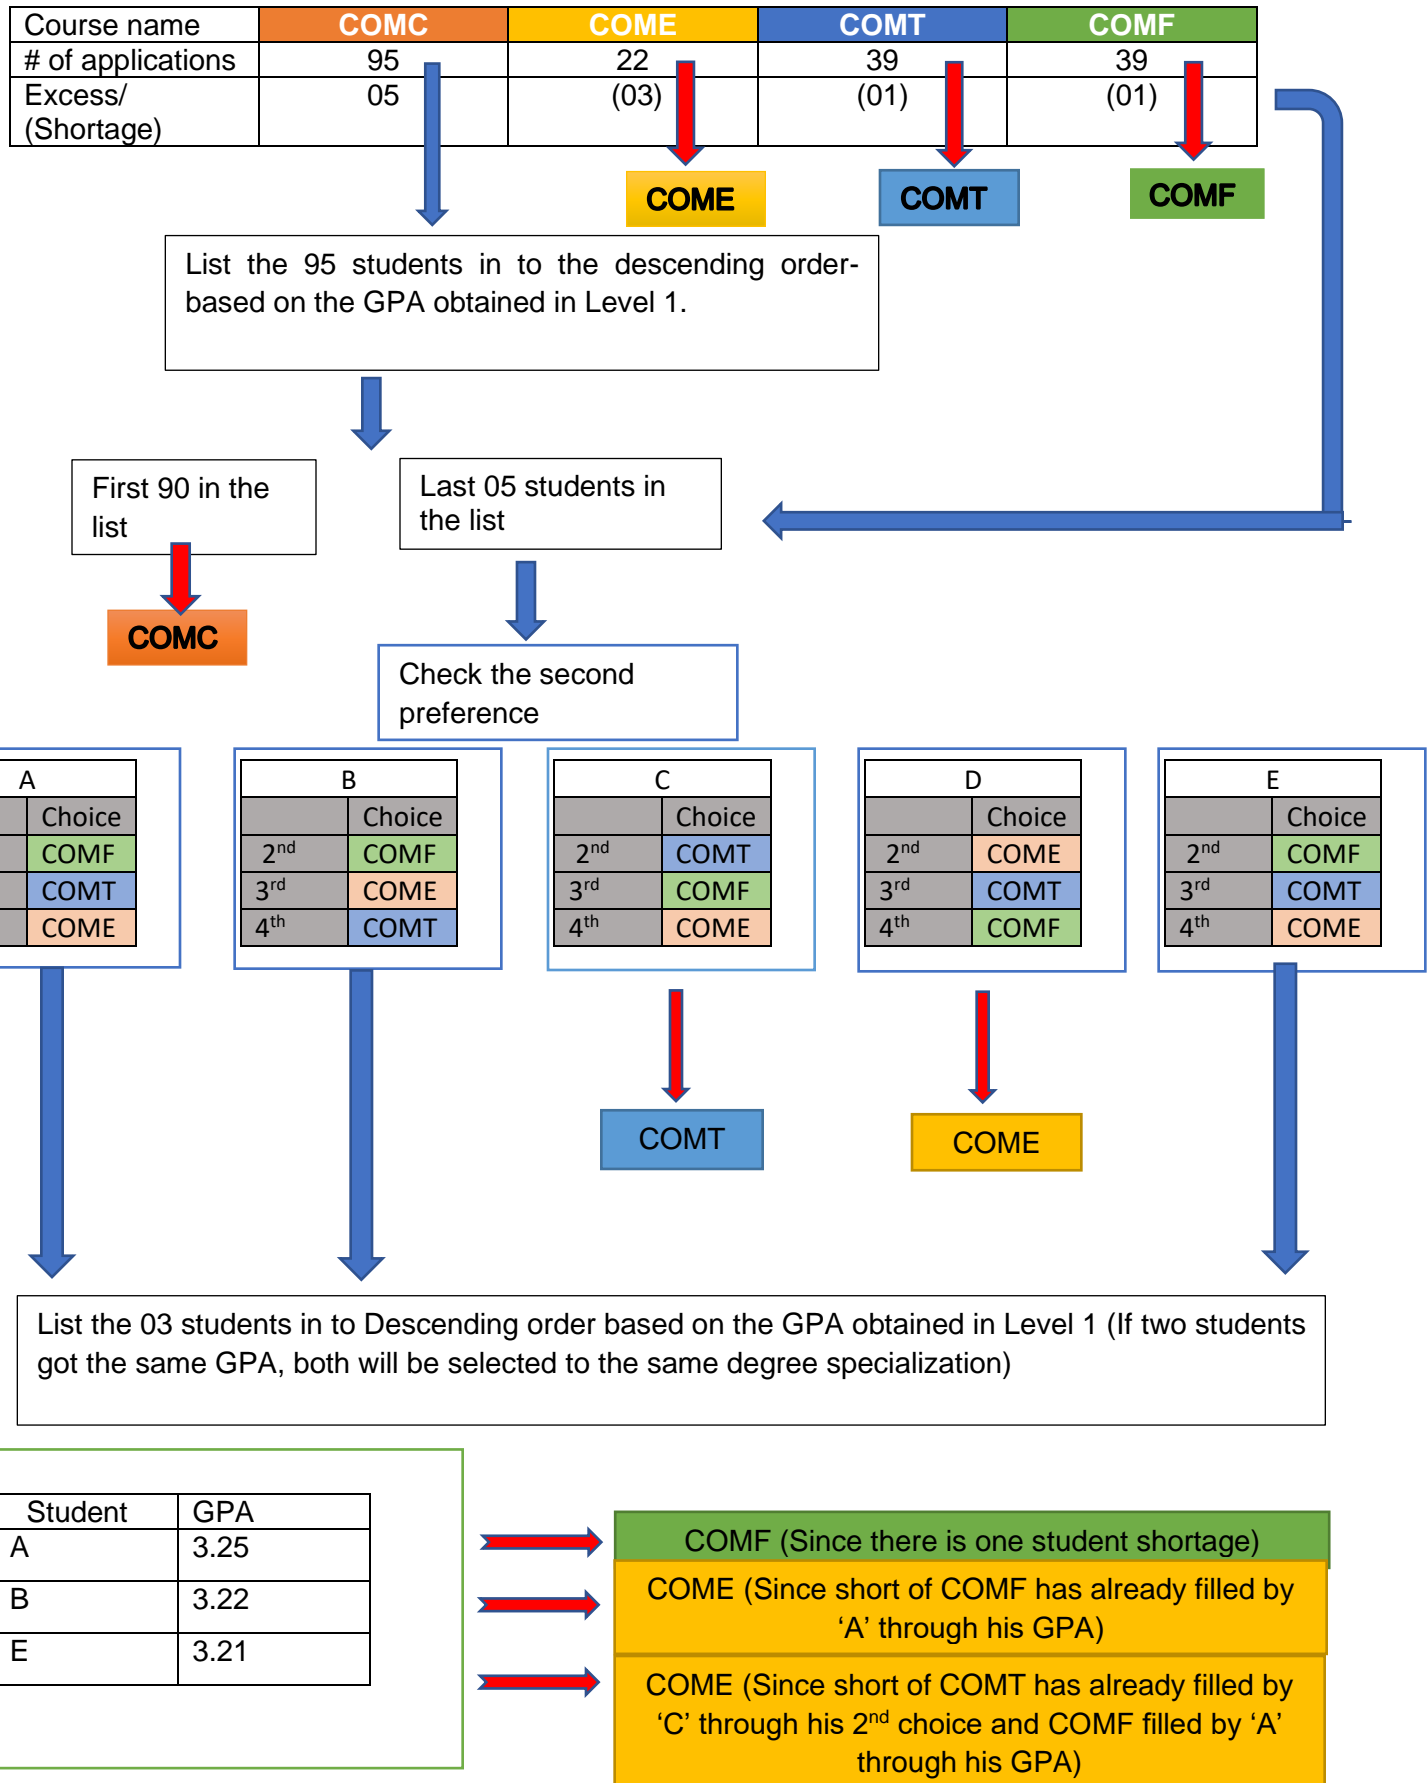 Course name COMC COME COMT COMF
# of applications 95 22 39 39
Excess/ 05 (03) (01) (01)
(Shortage)
COME COMT COMF
List the 95 students in to the descending order-
based on the GPA obtained in Level 1.
First 90 in the
list
Last 05 students in
the list
COMC
Check the second
preference
A
Choice
COMF
COMT
COME
B
Choice
2nd COMF
3rd COME
4th COMT
C
Choice
2nd COMT
3rd COMF
4th COME
D
Choice
2nd COME
3rd COMT
4th COMF
E
Choice
2nd COMF
3rd COMT
4th COME
COMT
COME
List the 03 students in to Descending order based on the GPA obtained in Level 1 (If two students
got the same GPA, both will be selected to the same degree specialization)
Student GPA
A 3.25
B 3.22
E 3.21
COMF (Since there is one student shortage)
COME (Since short of COMF has already filled by
‘A’ through his GPA)
COME (Since short of COMT has already filled by
‘C’ through his 2nd choice and COMF filled by ‘A’
through his GPA)